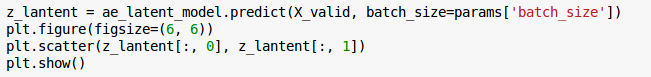 z_lantent = ae_latent_model.predict(X_valid, batch_size=params['batch_size'])
plt.figure(figsize=(6, 6))
plt.scatter(z_lantent[:, 0], z_lantent[:, 1])
plt.show()